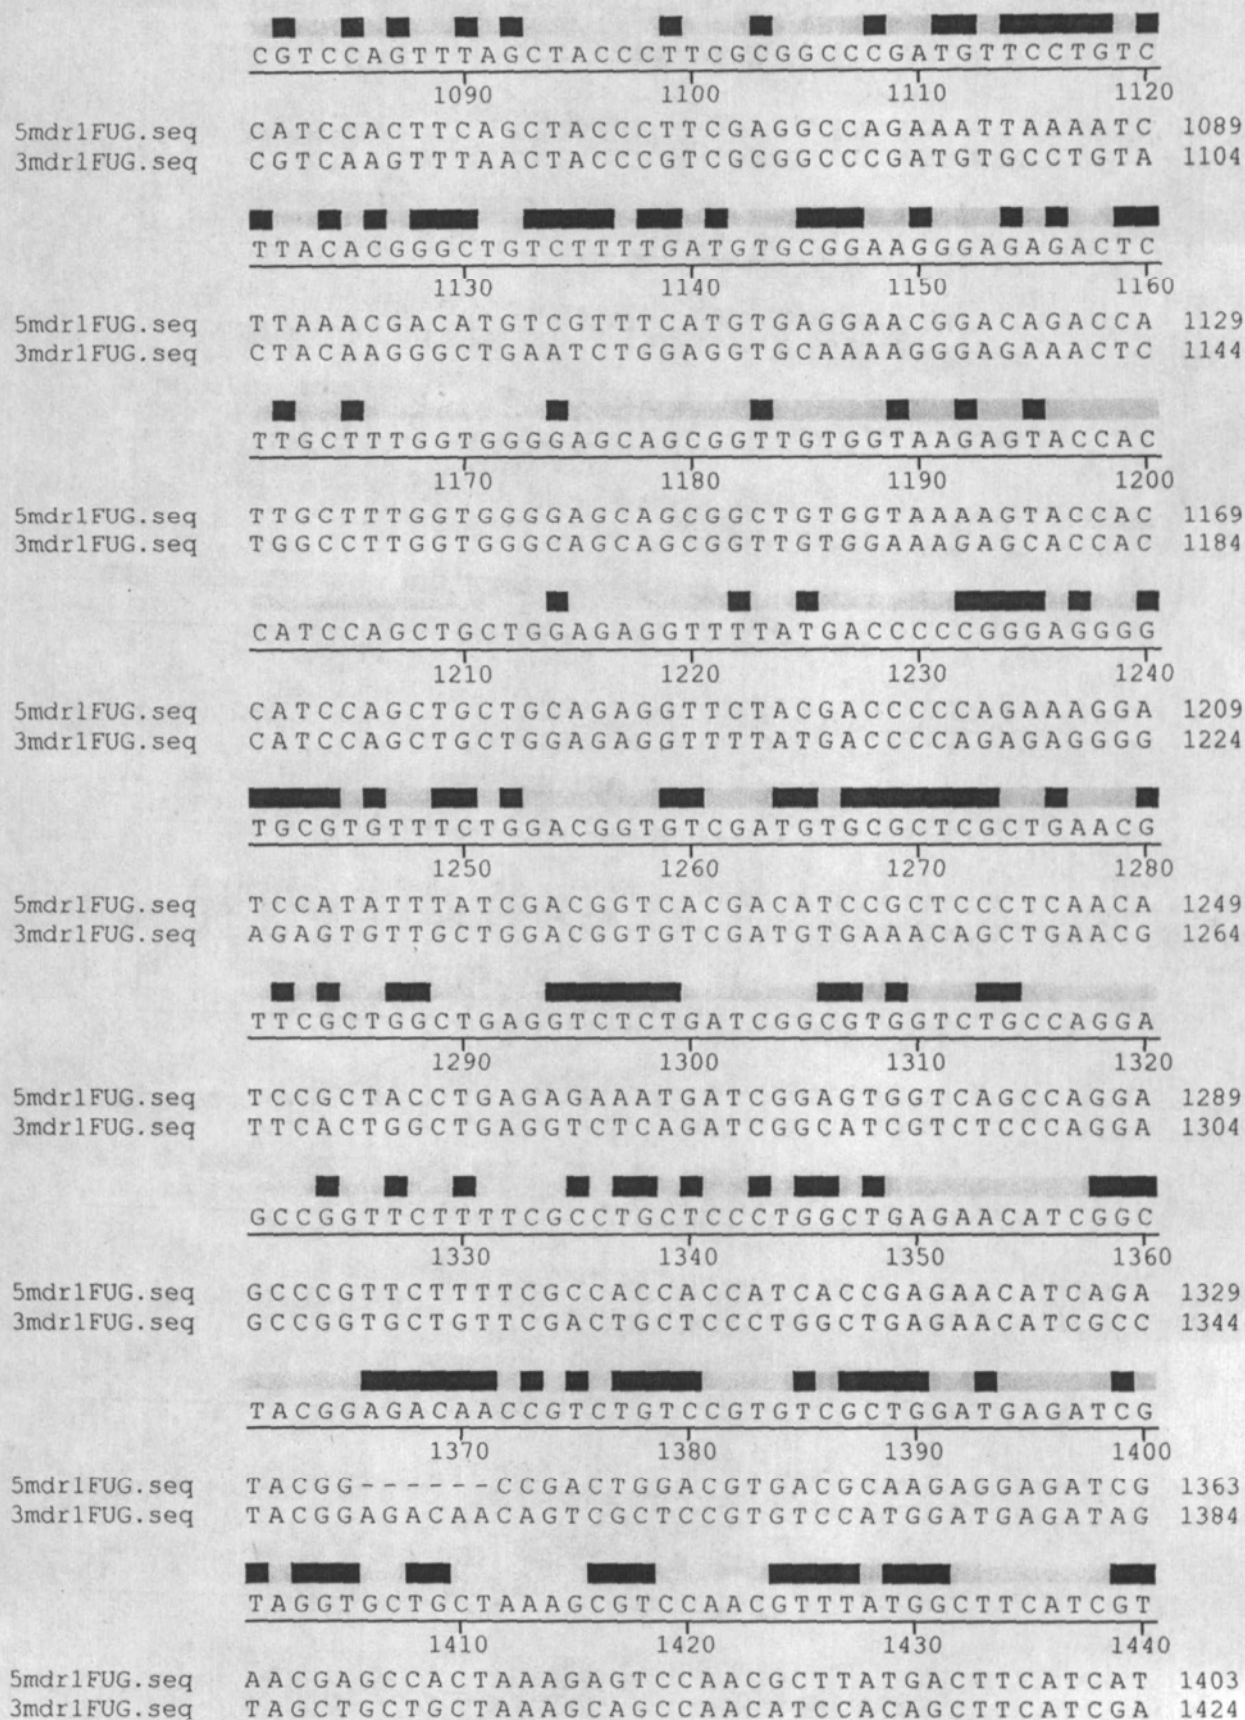 CGTCCAGTTTAGCTACCCTTCGCGGCCCGATGTTCCTGTC
1090 1100 1110 1120
5mdr1FUG.seq CATCCACTTCAGCTACCCTTCGAGGCCAGAAATTAAAATC 1089
3mdr1FUG.seq CGTCAAGTTTAACTACCCGTCGCGGCCCGATGTGCCTGTA 1104
TTACACGGGCTGTCTTTTGATGTGCGGAAGGGAGAGACTC
1130 1140 1150 1160
5mdr1FUG.seq TTAAACGACATGTCGTTTCATGTGAGGAACGGACAGACCA 1129
3mdr1FUG.seq CTACAAGGGCTGAATCTGGAGGTGCAAAAGGGAGAAACTC 1144
TTGCTTTGGTGGGGAGCAGCGGTTGTGGTAAGAGTACCAC
1170 1180 1190 1200
5mdr1FUG.seq TTGCTTTGGTGGGGAGCAGCGGCTGTGGTAAAAGTACCAC 1169
3mdr1FUG.seq TGGCCTTGGTGGGCAGCAGCGGTTGTGGAAAGAGCACCAC 1184
CATCCAGCTGCTGGAGAGGTTTTATGACCCCCGGGAGGGG
1210 1220 1230 1240
5mdr1FUG.seq CATCCAGCTGCTGCAGAGGTTCTACGACCCCCAGAAAGGA 1209
3mdr1FUG.seq CATCCAGCTGCTGGAGAGGTTTTATGACCCCAGAGAGGGG 1224
TGCGTGTTTCTGGACGGTGTCGATGTGCGCTCGCTGAACG
1250 1260 1270 1280
5mdr1FUG.seq TCCATATTTATCGACGGTCACGACATCCGCTCCCTCAACA 1249
3mdr1FUG.seq AGAGTGTTGCTGGACGGTGTCGATGTGAAACAGCTGAACG 1264
TTCGCTGGCTGAGGTCTCTGATCGGCGTGGTCTGCCAGGA
1290 1300 1310 1320
5mdr1FUG.seq TCCGCTACCTGAGAGAAATGATCGGAGTGGTCAGCCAGGA 1289
3mdr1FUG.seq TTCACTGGCTGAGGTCTCAGATCGGCATCGTCTCCCAGGA 1304
GCCGGTTCTTTTCGCCTGCTCCCTGGCTGAGAACATCGGC
1330 1340 1350 1360
5mdr1FUG.seq GCCCGTTCTTTTCGCCACCACCATCACCGAGAACATCAGA 1329
3mdr1FUG.seq GCCGGTGCTGTTCGACTGCTCCCTGGCTGAGAACATCGCC 1344
TACGGAGACAACCGTCTGTCCGTGTCGCTGGATGAGATCG
1370 1380 1390 1400
5mdr1FUG.seq TACGG------CCGACTGGACGTGACGCAAGAGGAGATCG 1363
3mdr1FUG.seq TACGGAGACAACAGTCGCTCCGTGTCCATGGATGAGATAG 1384
TAGGTGCTGCTAAAGCGTCCAACGTTTATGGCTTCATCGT
1410 1420 1430 1440
5mdr1FUG.seq AACGAGCCACTAAAGAGTCCAACGCTTATGACTTCATCAT 1403
3mdr1FUG.seq TAGCTGCTGCTAAAGCAGCCAACATCCACAGCTTCATCGA 1424